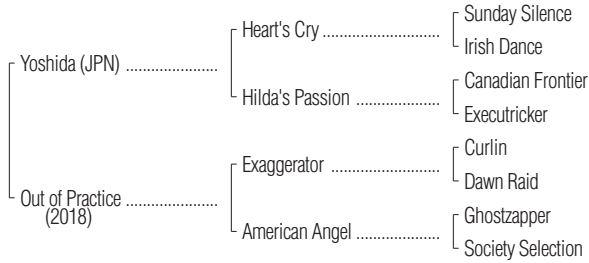 Sunday Silence
Heart's Cry
Irish Dance
Yoshida (JPN)
Canadian Frontier
Hilda's Passion
Executricker
Curlin
Exaggerator
Dawn Raid
Out of Practice
(2018)
Ghostzapper
American Angel
Society Selection